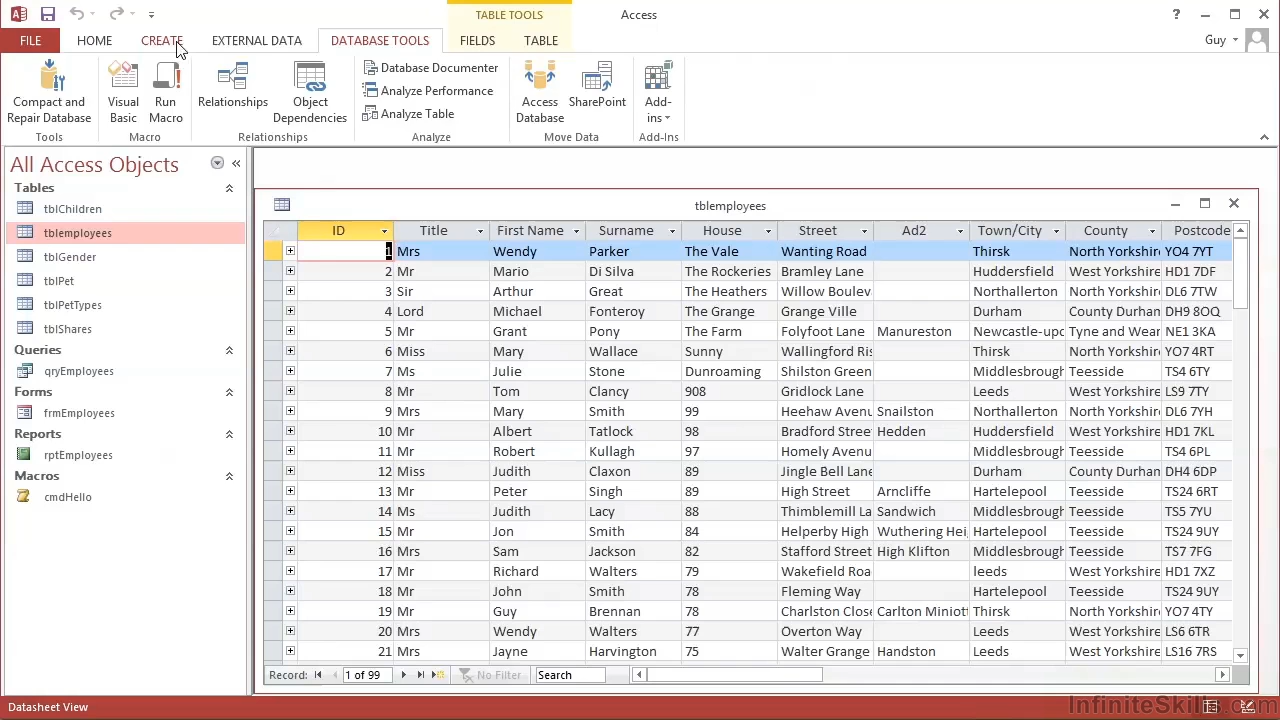 TABLE TOOLS Access ?
FILE HOME CREATE EXTERNAL DATA DATABASE TOOLS FIELDS TABLE Guy
Compact and Repair Database
Visual Basic
Run Macro
Relationships
Object Dependencies
Database Documenter
Analyze Performance
Analyze Table
Access Database
SharePoint
Add-ins
Tools Macro Relationships Analyze Move Data Add-Ins
All Access Objects
Tables
tblChildren
tblemployees
tblGender
tblPet
tblPetTypes
tblShares
Queries
qryEmployees
Forms
frmEmployees
Reports
rptEmployees
Macros
cmdHello
tblemployees
ID Title First Name Surname House Street Ad2 Town/City County Postcode
1 Mrs Wendy Parker The Vale Wanting Road Thirsk North Yorkshire YO4 7YT
2 Mr Mario Di Silva The Rockeries Bramley Lane Huddersfield West Yorkshire HD1 7DF
3 Sir Arthur Great The Heathers Willow Boulev Northallerton North Yorkshire DL6 7TW
4 Lord Michael Fonteroy The Grange Grange Ville Durham County Durham DH9 8OQ
5 Mr Grant Pony The Farm Folyfoot Lane Manureston Newcastle-upo Tyne and Wear NE1 3KA
6 Miss Mary Wallace Sunny Wallingford Ris Thirsk North Yorkshire YO7 4RT
7 Ms Julie Stone Dunroaming Shilston Green Middlesbrough Teesside TS4 6TY
8 Mr Tom Clancy 908 Gridlock Lane Leeds West Yorkshire LS9 7TY
9 Mrs Mary Smith 99 Heehaw Avenu Snailston Northallerton North Yorkshire DL6 7YH
10 Mr Albert Tatlock 98 Bradford Stree Hedden Huddersfield West Yorkshire HD1 7KL
11 Mr Robert Kullagh 97 Homely Avenu Middlesbrough Teesside TS4 6PL
12 Miss Judith Claxon 89 Jingle Bell Lane Durham County Durham DH4 6DP
13 Mr Peter Singh 89 High Street Arncliffe Hartelepool Teesside TS24 6RT
14 Ms Judith Lacy 88 Thimblemill La Sandwich Middlesbrough Teesside TS5 7YU
15 Mr Jon Smith 84 Helperby High Wuthering Hei Hartelepool Teesside TS24 9UY
16 Mrs Sam Jackson 82 Stafford Street High Klifton Middlesbrough Teesside TS7 7FG
17 Mr Richard Walters 79 Wakefield Roa leeds West Yorkshire HD1 7XZ
18 Mr John Smith 78 Fleming Way Hartelepool Teesside TS24 9UY
19 Mr Guy Brennan 78 Charlston Close Carlton Miniott Thirsk North Yorkshire YO7 4TY
20 Mrs Wendy Walters 77 Overton Way Leeds West Yorkshire LS6 6TR
21 Mrs Jayne Harvington 75 Walter Grange Handston Leeds West Yorkshire LS16 7RS
Record: 1 of 99 No Filter Search
Datasheet View
InfiniteSkills.com